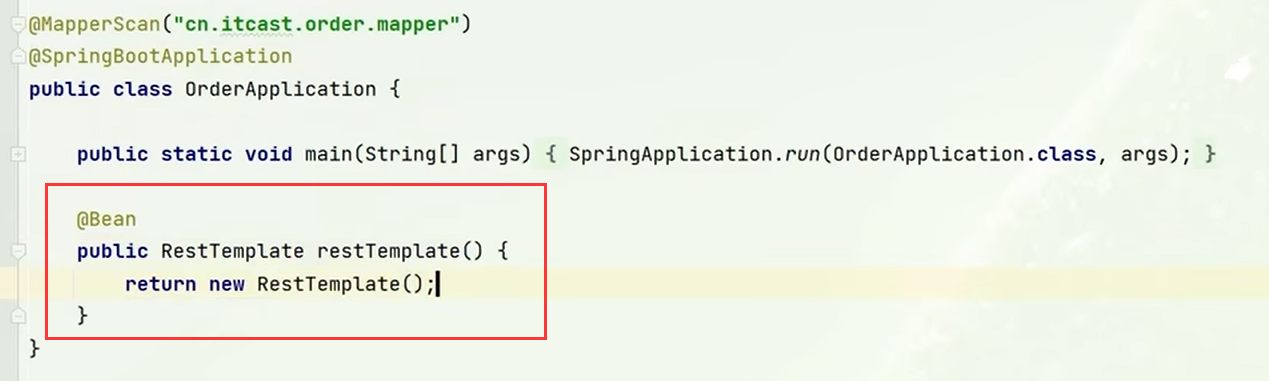 @MapperScan("cn.itcast.order.mapper")
@SpringBootApplication
public class OrderApplication {
public static void main(String[] args) { SpringApplication.run(OrderApplication.class, args); }
@Bean
public RestTemplate restTemplate() {
return new RestTemplate();
}
}